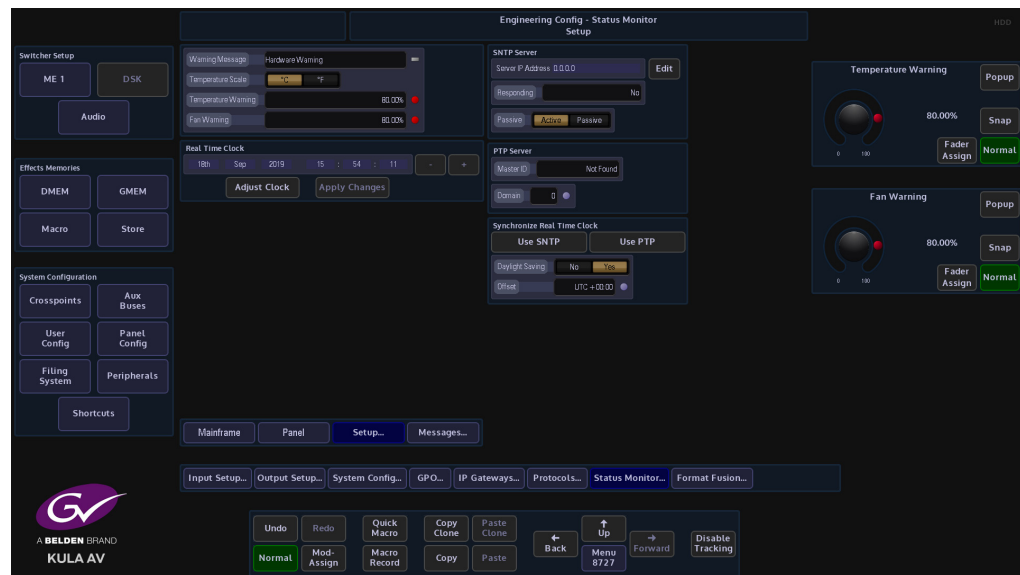 Engineering Config - Status Monitor
Setup
HDD
Switcher Setup
ME 1
DSK
Audio
Effects Memories
DMEM
GMEM
Macro
Store
System Configuration
Crosspoints
Aux
Buses
User
Config
Panel
Config
Filing
System
Peripherals
Shortcuts
Warning Message Hardware Warning
Temperature Scale °C °F
Temperature Warning 80.00%
Fan Warning 80.00%
Real Time Clock
18th Sep 2019 15 : 54 : 11 - +
Adjust Clock Apply Changes
SNTP Server
Server IP Address 0.0.0.0 Edit
Responding No
Passive Active Passive
PTP Server
Master ID Not Found
Domain 0
Synchronize Real Time Clock
Use SNTP Use PTP
Daylight Saving No Yes
Offset UTC +00:00
Temperature Warning
Popup
80.00%
Snap
0 100
Fader
Assign
Normal
Fan Warning
Popup
80.00%
Snap
0 100
Fader
Assign
Normal
Mainframe Panel Setup... Messages...
Input Setup... Output Setup... System Config... GPO... IP Gateways... Protocols... Status Monitor... Format Fusion...
GV
A BELDEN BRAND
KULA AV
Undo
Redo
Quick
Macro
Copy
Clone
Paste
Clone
Normal
Mod-
Assign
Macro
Record
Copy
Paste
←
Back
↑
Up
Menu
8727
→
Forward
Disable
Tracking